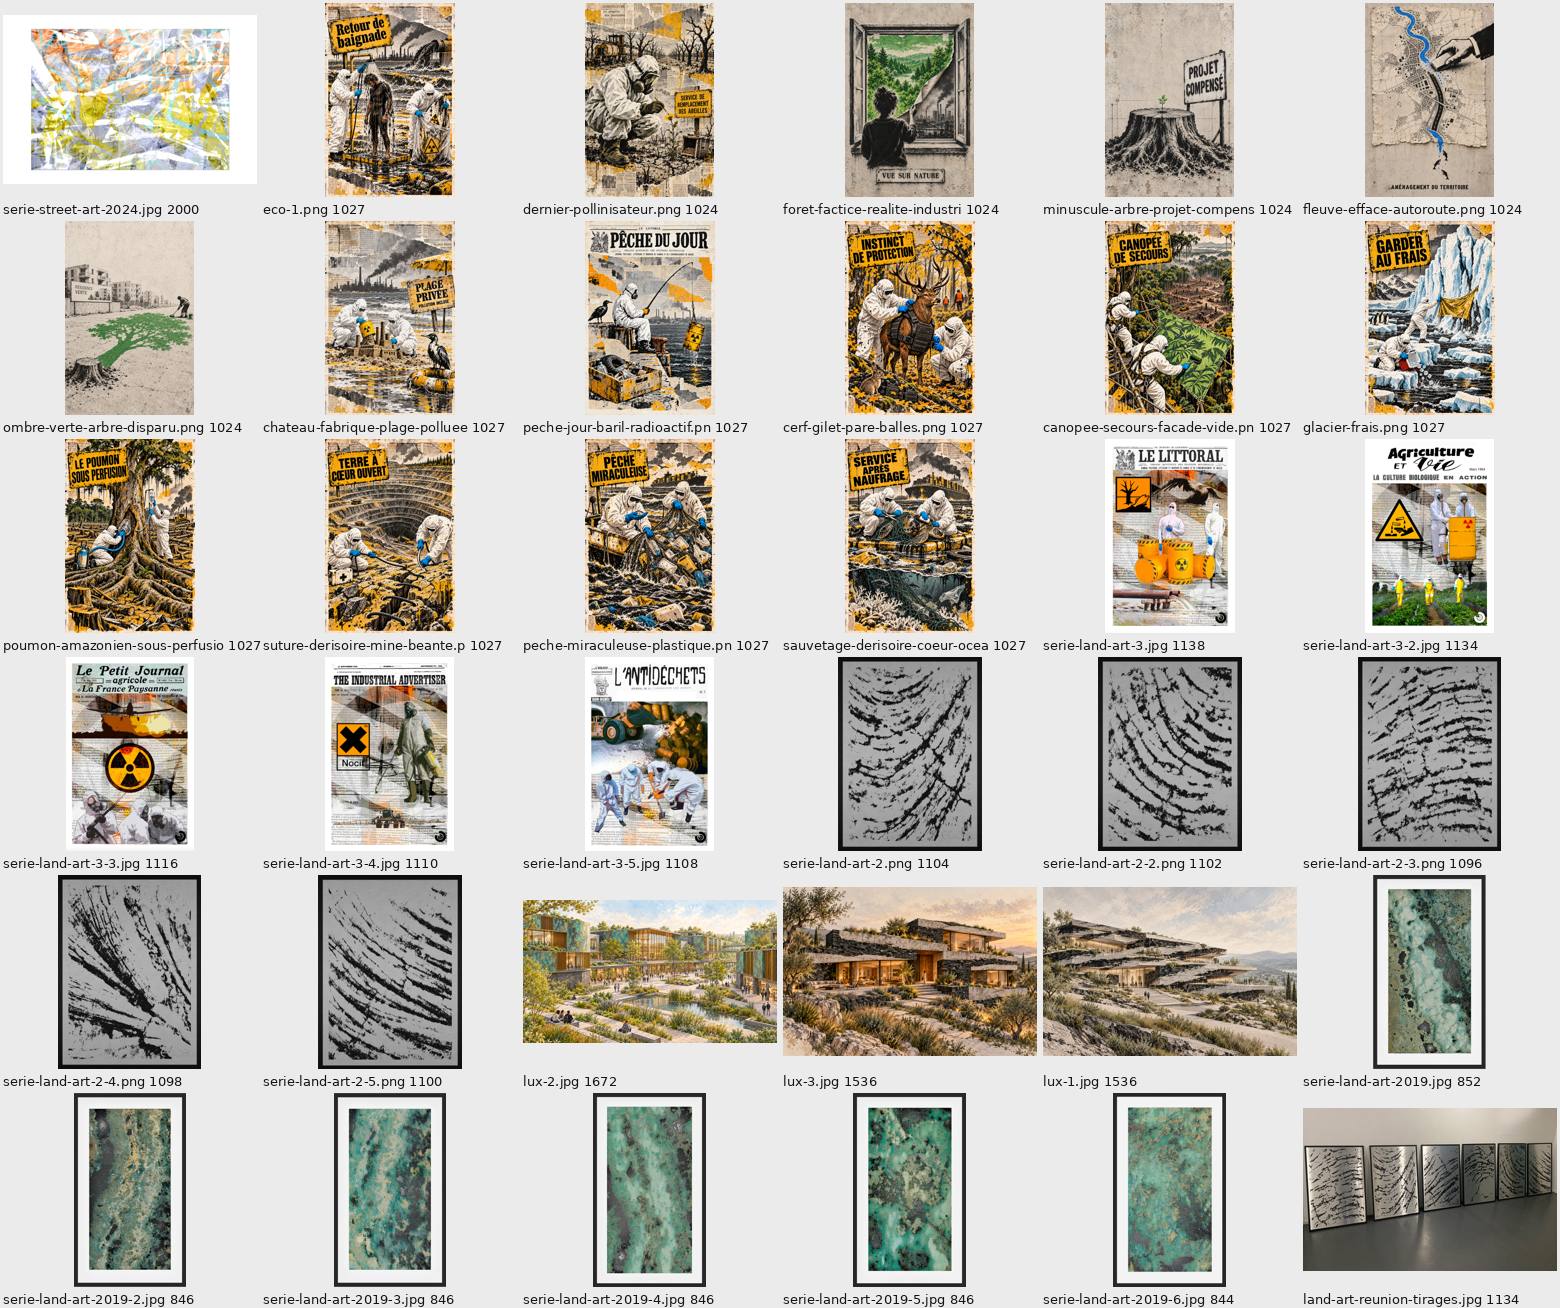 Retour de
baignade
SERVICE DE
REMPLACEMENT
DES ABEILLES
VUE SUR NATURE
PROJET
COMPENSÉ
AMÉNAGEMENT DU TERRITOIRE
serie-street-art-2024.jpg 2000
eco-1.png 1027
dernier-pollinisateur.png 1024
foret-factice-realite-industri 1024
minuscule-arbre-projet-compens 1024
fleuve-efface-autoroute.png 1024
RÉSIDENCE
VERTE
PLAGE
PRIVÉE
POLLUTION INCLUSE
PÊCHE DU JOUR
INSTINCT
DE PROTECTION
CANOPÉE
DE SECOURS
GARDER
AU FRAIS
ombre-verte-arbre-disparu.png 1024
chateau-fabrique-plage-polluee 1027
peche-jour-baril-radioactif.pn 1027
cerf-gilet-pare-balles.png 1027
canopee-secours-facade-vide.pn 1027
glacier-frais.png 1027
LE POUMON
SOUS PERFUSION
TERRE À
CŒUR OUVERT
PÊCHE
MIRACULEUSE
SERVICE
APRÈS
NAUFRAGE
LE LITTORAL
Agriculture
ET Vie
LA CULTURE BIOLOGIQUE EN ACTION
poumon-amazonien-sous-perfusio 1027
suture-derisoire-mine-beante.p 1027
peche-miraculeuse-plastique.pn 1027
sauvetage-derisoire-coeur-ocea 1027
serie-land-art-3.jpg 1138
serie-land-art-3-2.jpg 1134
Le Petit Journal
agricole
La France Paysanne
THE INDUSTRIAL ADVERTISER
Nocif
L'ANTIDÉCHETS
serie-land-art-3-3.jpg 1116
serie-land-art-3-4.jpg 1110
serie-land-art-3-5.jpg 1108
serie-land-art-2.png 1104
serie-land-art-2-2.png 1102
serie-land-art-2-3.png 1096
serie-land-art-2-4.png 1098
serie-land-art-2-5.png 1100
lux-2.jpg 1672
lux-3.jpg 1536
lux-1.jpg 1536
serie-land-art-2019.jpg 852
serie-land-art-2019-2.jpg 846
serie-land-art-2019-3.jpg 846
serie-land-art-2019-4.jpg 846
serie-land-art-2019-5.jpg 846
serie-land-art-2019-6.jpg 844
land-art-reunion-tirages.jpg 1134